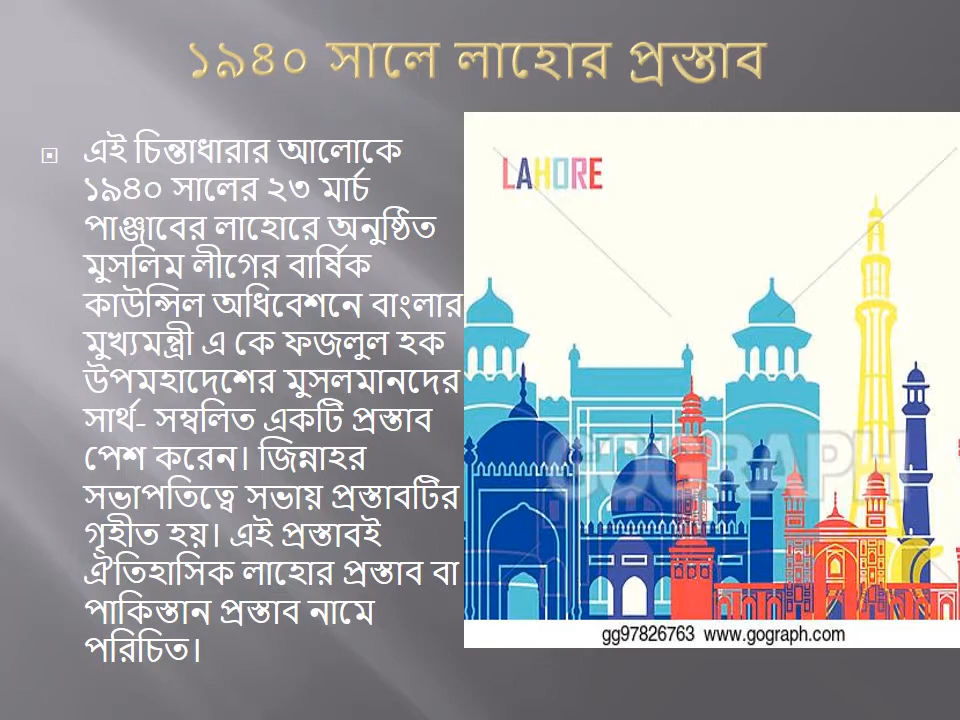 ১৯৪০ সালে লাহোর প্রস্তাব
এই চিন্তাধারার আলোকে
১৯৪০ সালের ২৩ মার্চ
পাঞ্জাবের লাহোরে অনুষ্ঠিত
মুসলিম লীগের বার্ষিক
কাউন্সিল অধিবেশনে বাংলার
মুখ্যমন্ত্রী এ কে ফজলুল হক
উপমহাদেশের মুসলমানদের
সার্থ- সম্বলিত একটি প্রস্তাব
পেশ করেন। জিন্নাহর
সভাপতিত্বে সভায় প্রস্তাবটির
গৃহীত হয়। এই প্রস্তাবই
ঐতিহাসিক লাহোর প্রস্তাব বা
পাকিস্তান প্রস্তাব নামে
পরিচিত।
LAHORE
GOGRAPH
gg97826763 www.gograph.com